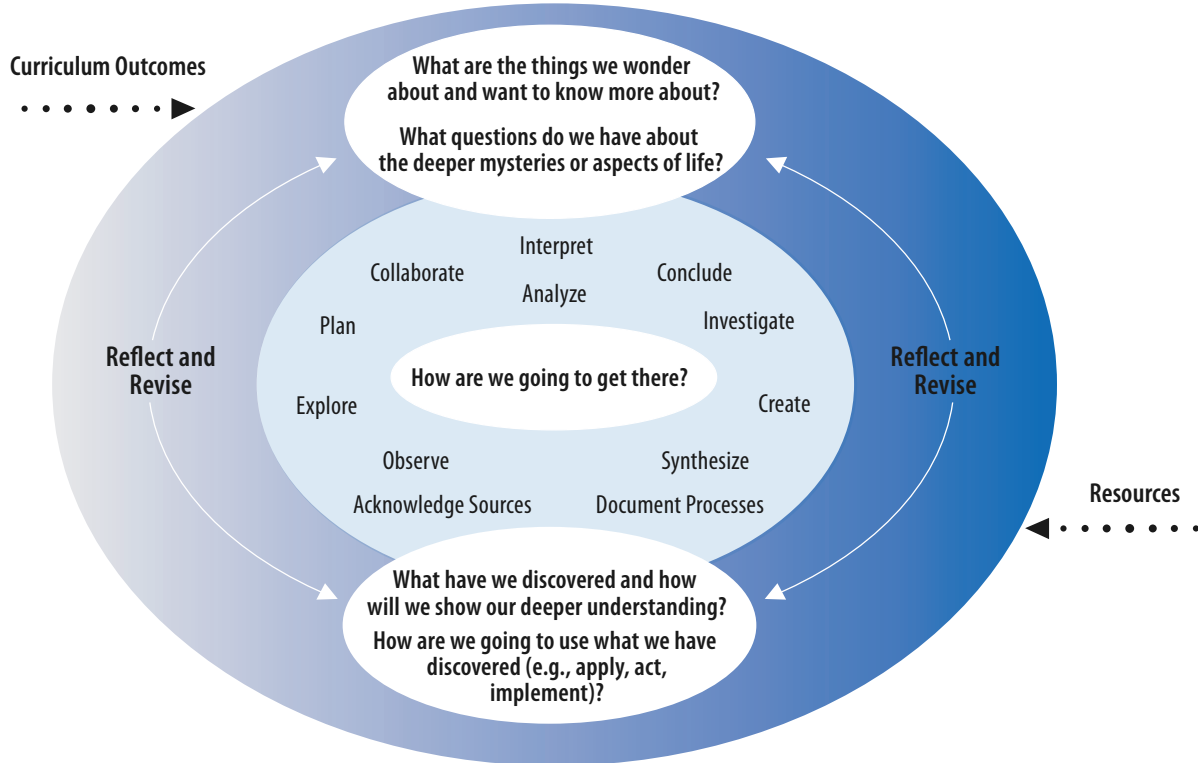 Curriculum Outcomes
What are the things we wonder
about and want to know more about?
What questions do we have about
the deeper mysteries or aspects of life?
Interpret
Collaborate
Conclude
Analyze
Plan
Investigate
Reflect and
Revise
How are we going to get there?
Reflect and
Revise
Explore
Create
Observe
Synthesize
Acknowledge Sources
Document Processes
Resources
What have we discovered and how
will we show our deeper understanding?
How are we going to use what we have
discovered (e.g., apply, act,
implement)?